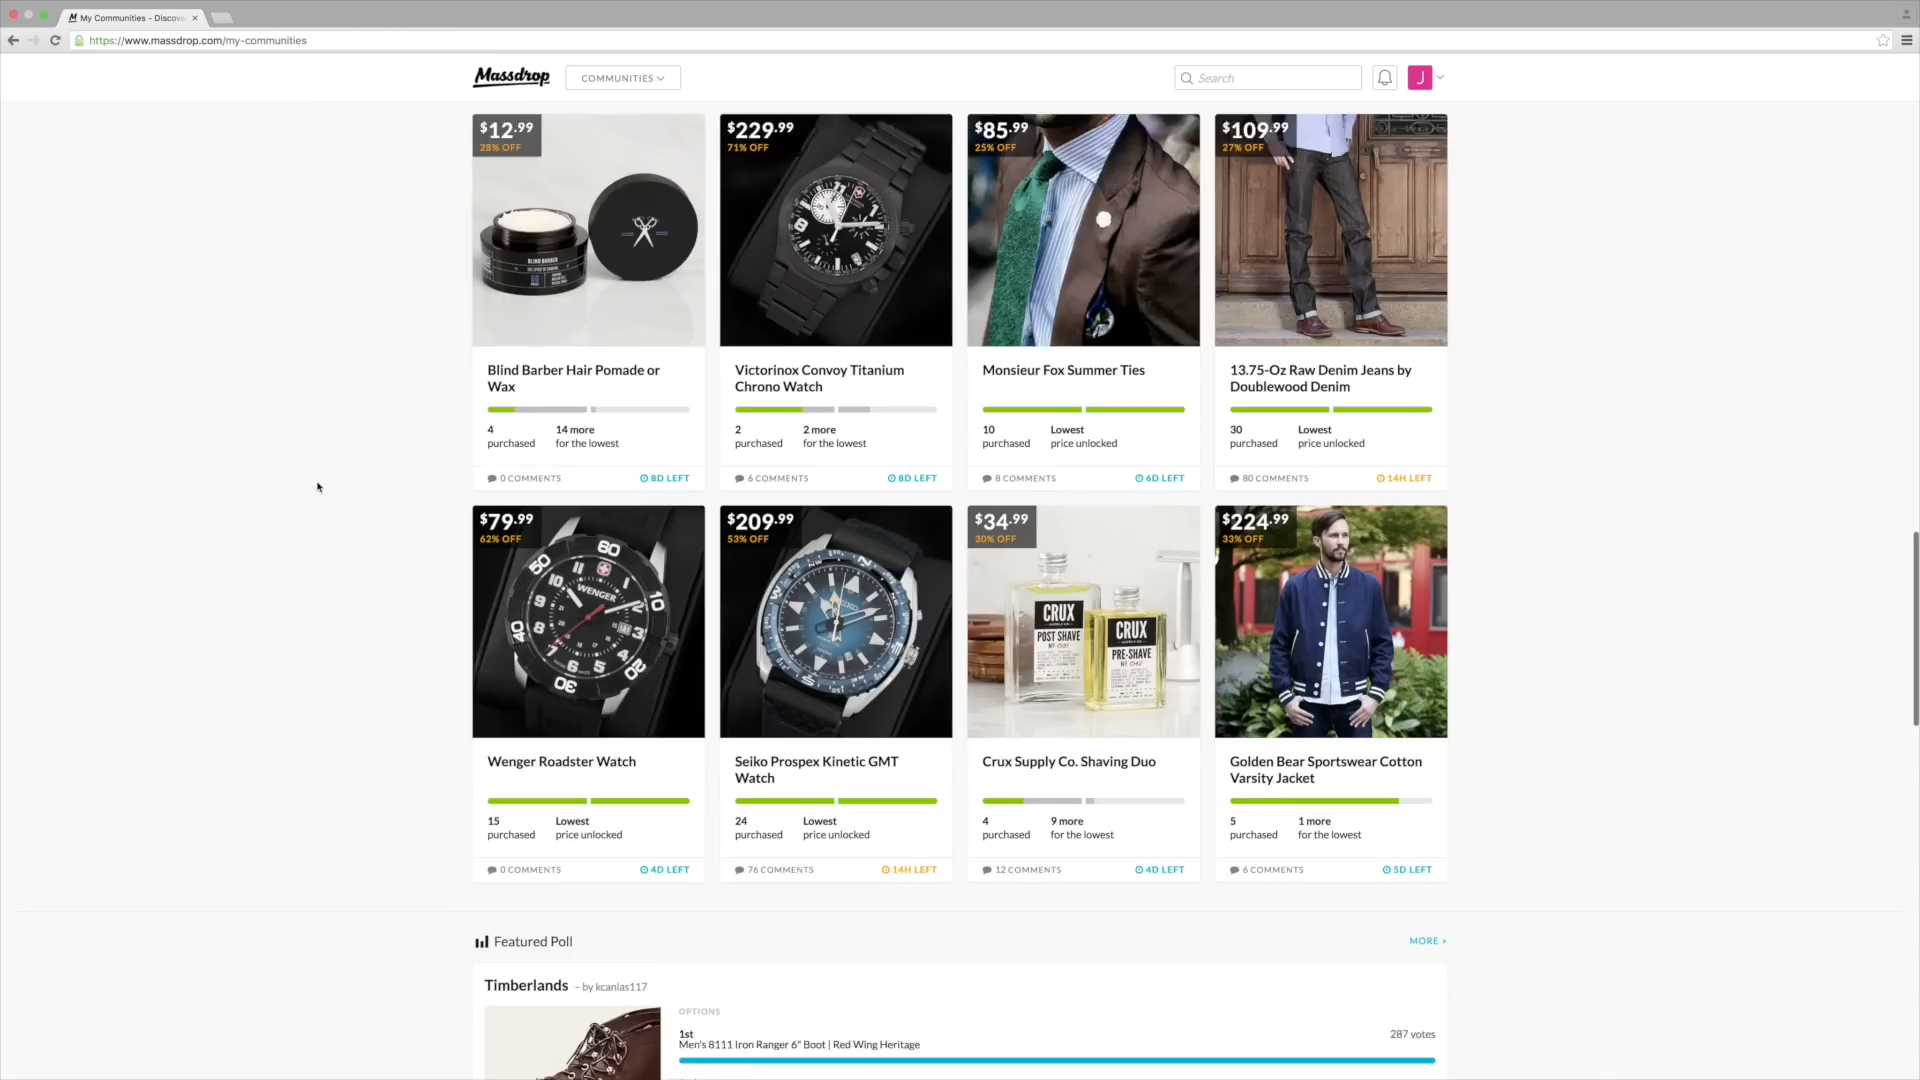 My Communities - Discove
https://www.massdrop.com/my-communities
Massdrop
COMMUNITIES
Search
J
$12.99
28% OFF
$229.99
71% OFF
$85.99
25% OFF
$109.99
27% OFF
BLIND BARBER
Blind Barber Hair Pomade or
Wax
Victorinox Convoy Titanium
Chrono Watch
Monsieur Fox Summer Ties
13.75-Oz Raw Denim Jeans by
Doublewood Denim
4
purchased
14 more
for the lowest
2
purchased
2 more
for the lowest
10
purchased
Lowest
price unlocked
30
purchased
Lowest
price unlocked
0 COMMENTS
8D LEFT
6 COMMENTS
8D LEFT
8 COMMENTS
6D LEFT
80 COMMENTS
14H LEFT
$79.99
62% OFF
$209.99
53% OFF
$34.99
30% OFF
$224.99
33% OFF
WENGER
SEIKO
CRUX
POST SHAVE
CRUX
PRE-SHAVE
Wenger Roadster Watch
Seiko Prospex Kinetic GMT
Watch
Crux Supply Co. Shaving Duo
Golden Bear Sportswear Cotton
Varsity Jacket
15
purchased
Lowest
price unlocked
24
purchased
Lowest
price unlocked
4
purchased
9 more
for the lowest
5
purchased
1 more
for the lowest
0 COMMENTS
4D LEFT
76 COMMENTS
14H LEFT
12 COMMENTS
4D LEFT
6 COMMENTS
5D LEFT
Featured Poll
MORE >
Timberlands – by kcanlas117
OPTIONS
1st
287 votes
Men's 8111 Iron Ranger 6" Boot | Red Wing Heritage